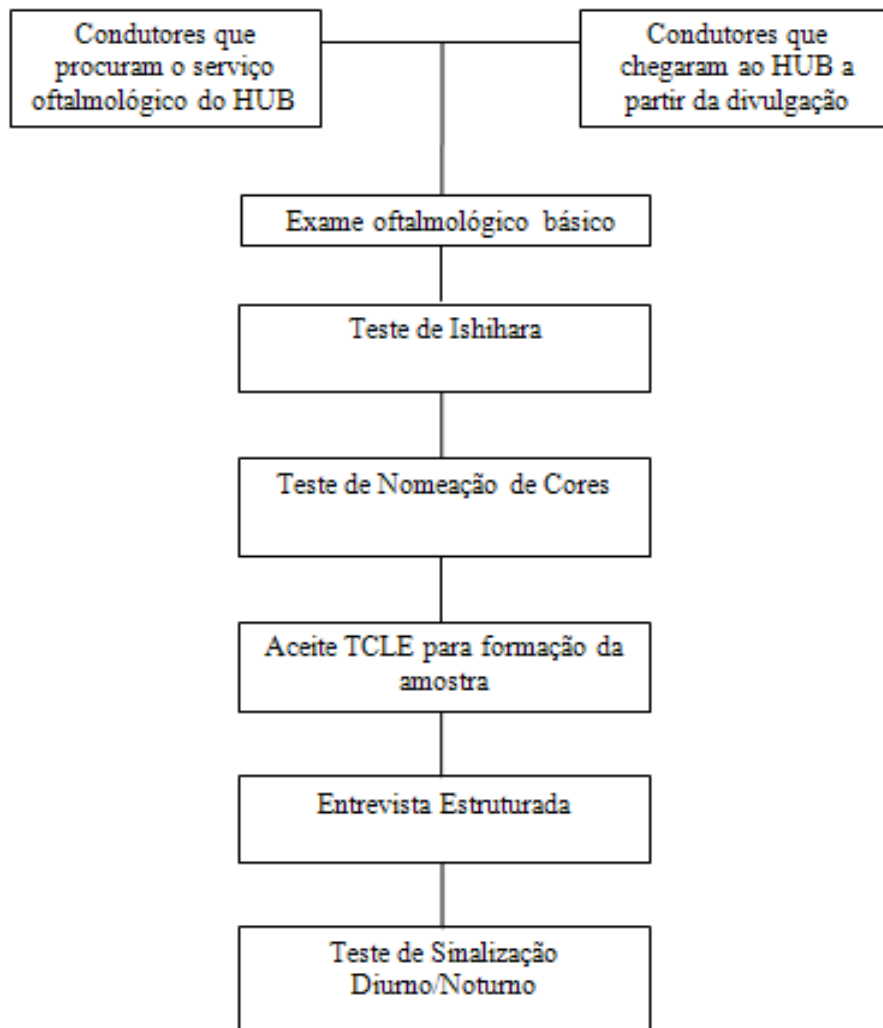 Condutores que
procuram o serviço
oftalmológico do HUB
Condutores que
chegaram ao HUB a
partir da divulgação
Exame oftalmológico básico
Teste de Ishihara
Teste de Nomeação de Cores
Aceite TCLE para formação da
amostra
Entrevista Estruturada
Teste de Sinalização
Diurno/Noturno